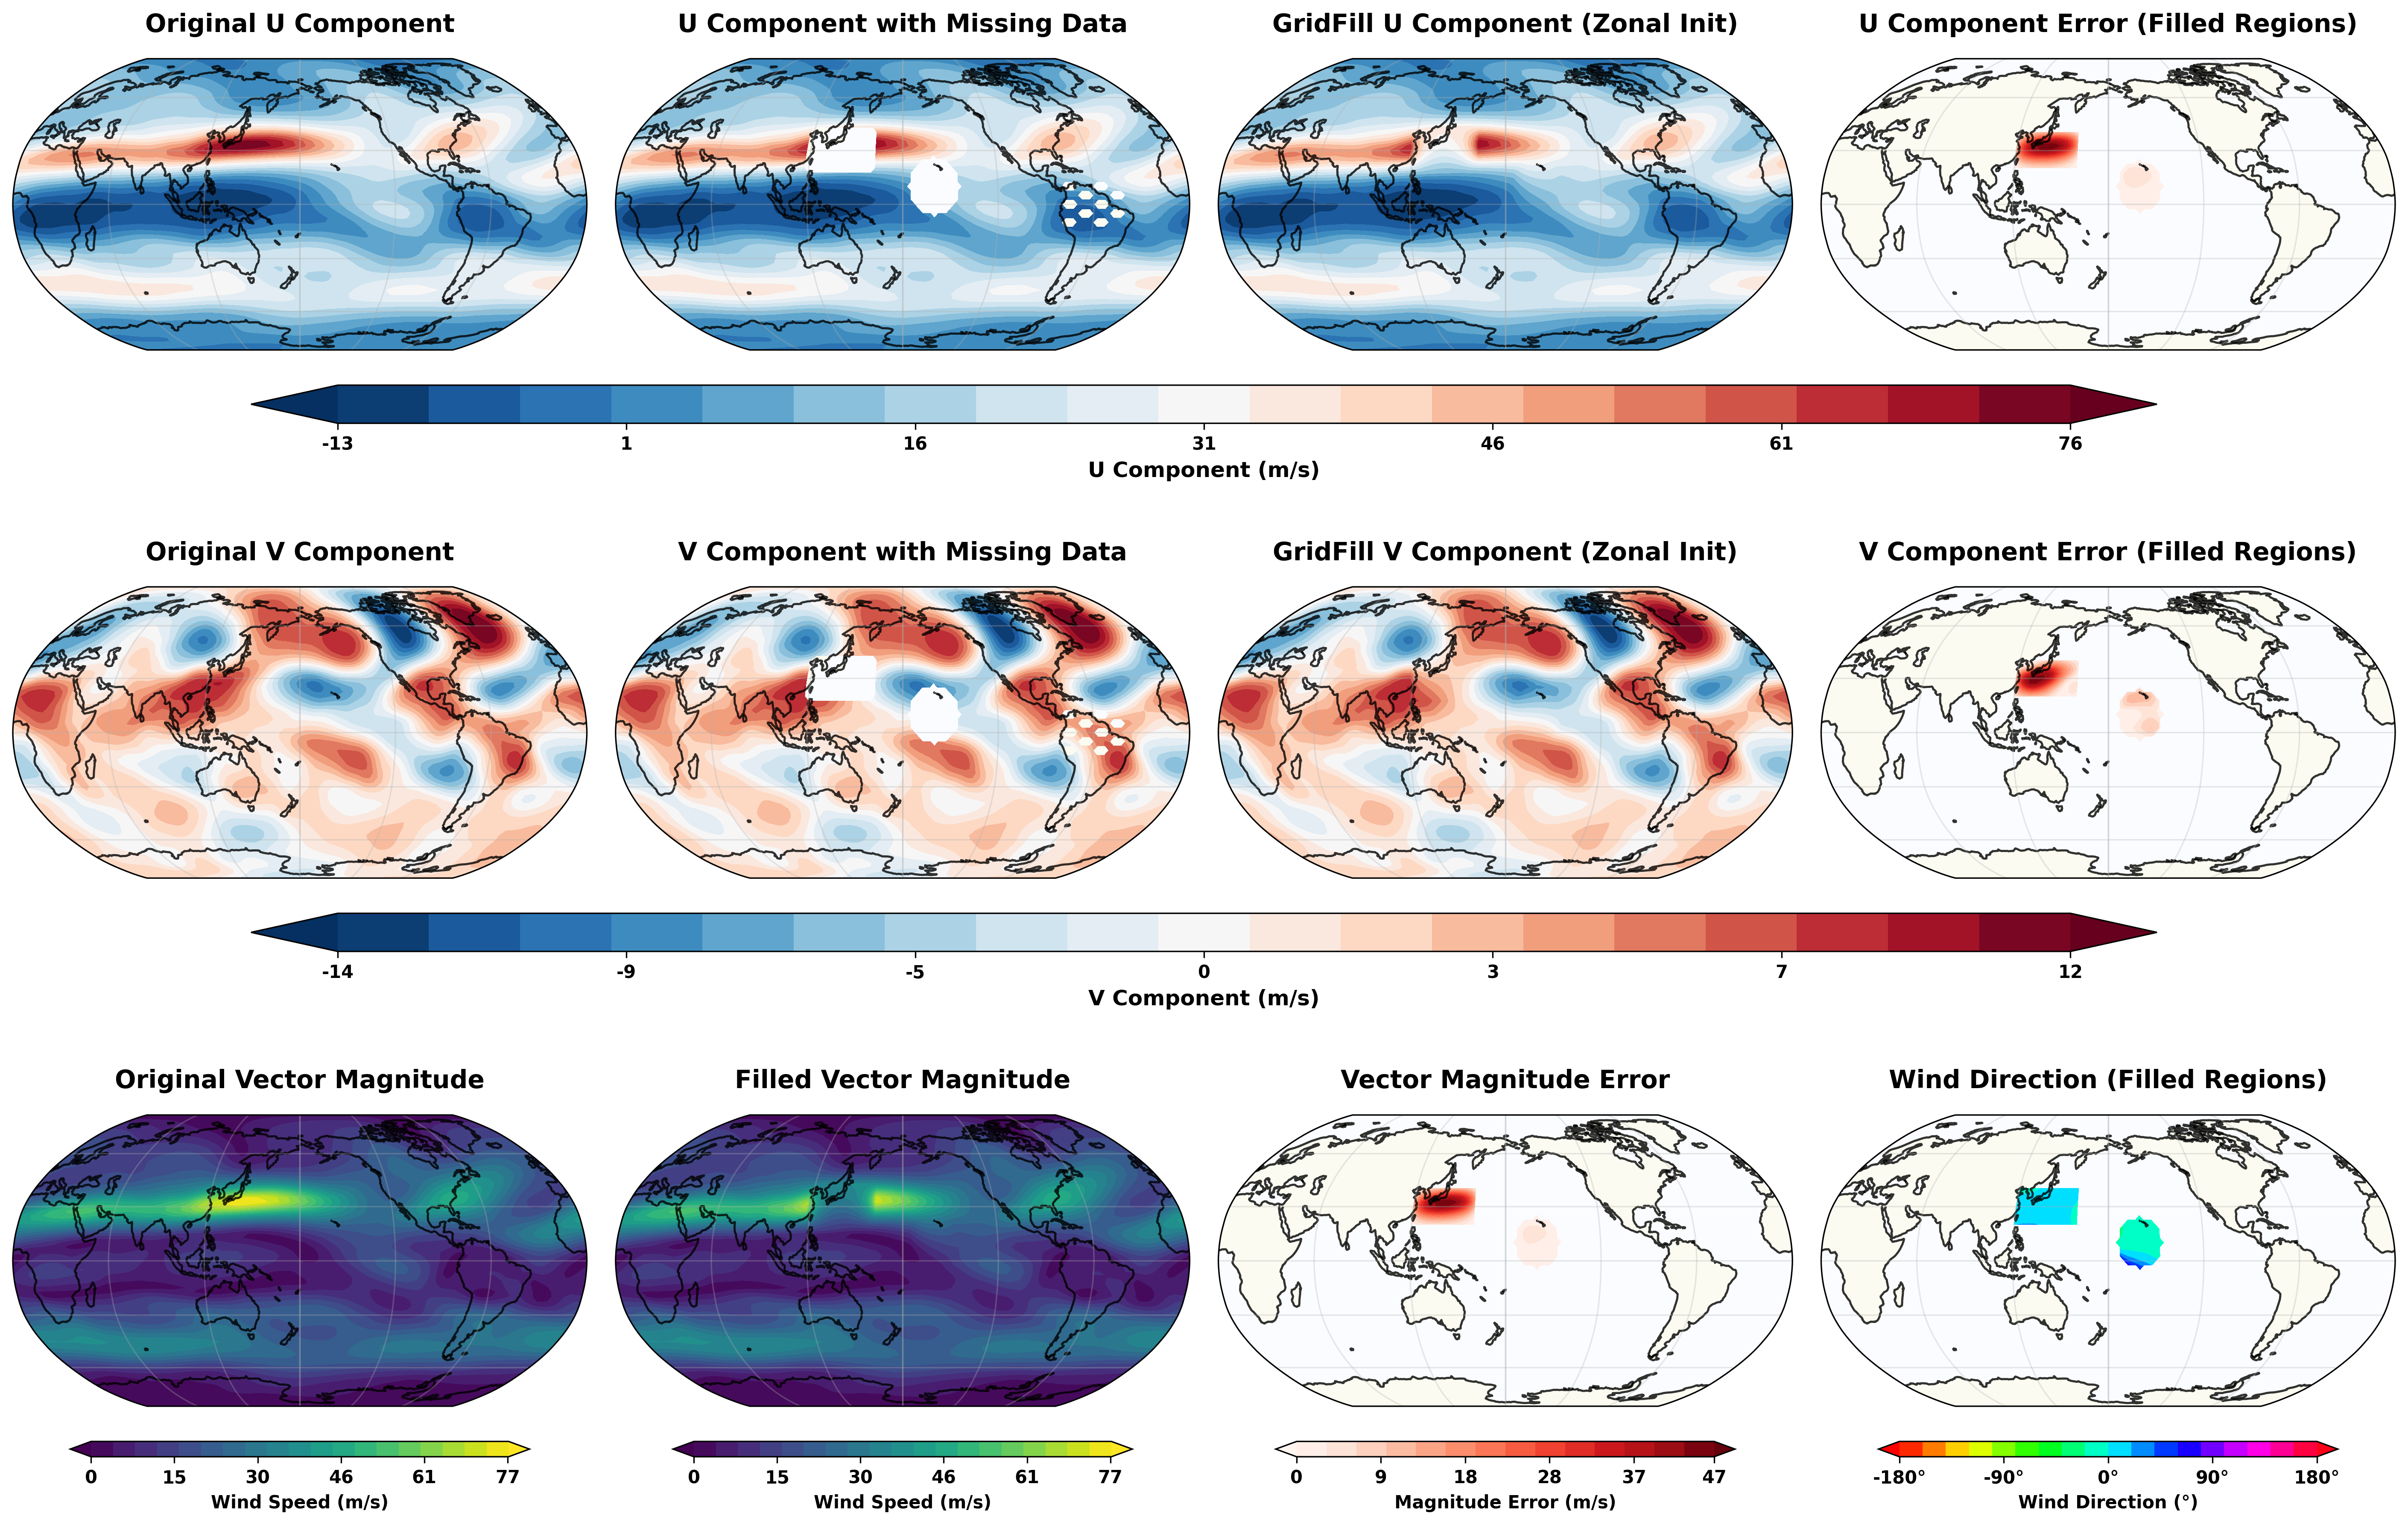 Original U Component
U Component with Missing Data
GridFill U Component (Zonal Init)
U Component Error (Filled Regions)
-13 1 16 31 46 61 76
U Component (m/s)
Original V Component
V Component with Missing Data
GridFill V Component (Zonal Init)
V Component Error (Filled Regions)
-14 -9 -5 0 3 7 12
V Component (m/s)
Original Vector Magnitude
Filled Vector Magnitude
Vector Magnitude Error
Wind Direction (Filled Regions)
0 15 30 46 61 77
Wind Speed (m/s)
0 15 30 46 61 77
Wind Speed (m/s)
0 9 18 28 37 47
Magnitude Error (m/s)
-180° -90° 0° 90° 180°
Wind Direction (°)